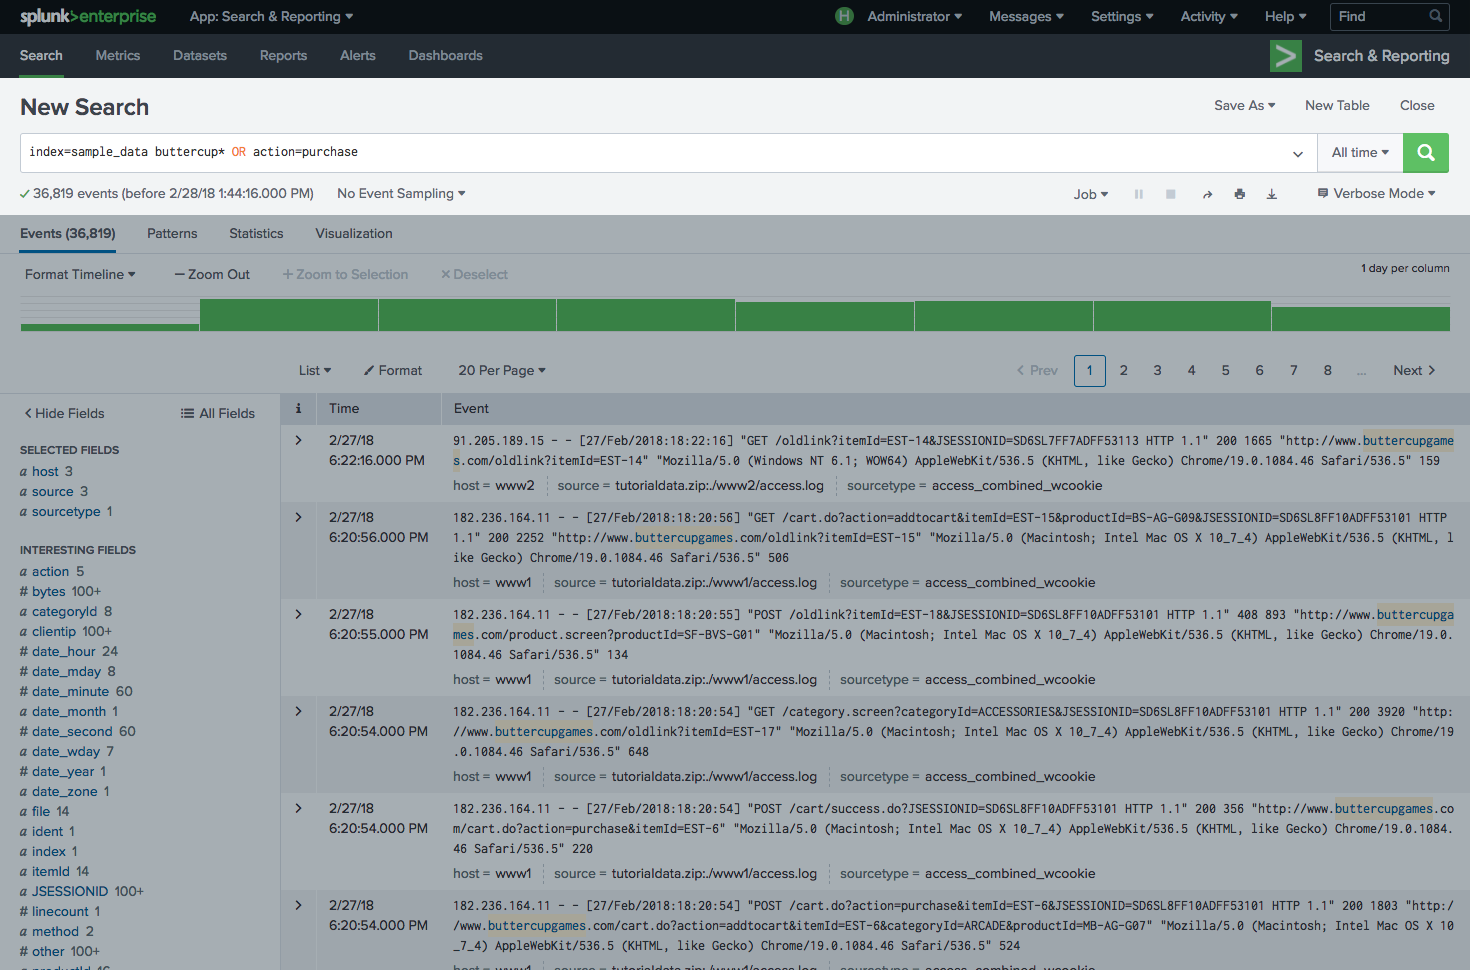 splunk>enterprise App: Search & Reporting H Administrator Messages Settings Activity Help Find
Search Metrics Datasets Reports Alerts Dashboards Search & Reporting
New Search Save As New Table Close
index=sample_data buttercup* OR action=purchase All time
36,819 events (before 2/28/18 1:44:16.000 PM) No Event Sampling Job Verbose Mode
Events (36,819) Patterns Statistics Visualization
Format Timeline — Zoom Out + Zoom to Selection × Deselect 1 day per column
List Format 20 Per Page < Prev 1 2 3 4 5 6 7 8 ... Next >
< Hide Fields All Fields
SELECTED FIELDS
a host 3
a source 3
a sourcetype 1
INTERESTING FIELDS
a action 5
# bytes 100+
a categoryId 8
a clientip 100+
# date_hour 24
# date_mday 8
# date_minute 60
a date_month 1
# date_second 60
a date_wday 7
# date_year 1
a date_zone 1
a file 14
a ident 1
a index 1
a itemId 14
a JSESSIONID 100+
# linecount 1
a method 2
# other 100+
i Time Event
2/27/18
6:22:16.000 PM
91.205.189.15 - - [27/Feb/2018:18:22:16] "GET /oldlink?itemId=EST-14&JSESSIONID=SD6SL7FF7ADFF53113 HTTP 1.1" 200 1665 "http://www.buttercupgame
s.com/oldlink?itemId=EST-14" "Mozilla/5.0 (Windows NT 6.1; WOW64) AppleWebKit/536.5 (KHTML, like Gecko) Chrome/19.0.1084.46 Safari/536.5" 159
host = www2 source = tutorialdata.zip:./www2/access.log sourcetype = access_combined_wcookie
2/27/18
6:20:56.000 PM
182.236.164.11 - - [27/Feb/2018:18:20:56] "GET /cart.do?action=addtocart&itemId=EST-15&productId=BS-AG-G09&JSESSIONID=SD6SL8FF10ADFF53101 HTTP
1.1" 200 2252 "http://www.buttercupgames.com/oldlink?itemId=EST-15" "Mozilla/5.0 (Macintosh; Intel Mac OS X 10_7_4) AppleWebKit/536.5 (KHTML, l
ike Gecko) Chrome/19.0.1084.46 Safari/536.5" 506
host = www1 source = tutorialdata.zip:./www1/access.log sourcetype = access_combined_wcookie
2/27/18
6:20:55.000 PM
182.236.164.11 - - [27/Feb/2018:18:20:55] "POST /oldlink?itemId=EST-18&JSESSIONID=SD6SL8FF10ADFF53101 HTTP 1.1" 408 893 "http://www.buttercupga
mes.com/product.screen?productId=SF-BVS-G01" "Mozilla/5.0 (Macintosh; Intel Mac OS X 10_7_4) AppleWebKit/536.5 (KHTML, like Gecko) Chrome/19.0.
1084.46 Safari/536.5" 134
host = www1 source = tutorialdata.zip:./www1/access.log sourcetype = access_combined_wcookie
2/27/18
6:20:54.000 PM
182.236.164.11 - - [27/Feb/2018:18:20:54] "GET /category.screen?categoryId=ACCESSORIES&JSESSIONID=SD6SL8FF10ADFF53101 HTTP 1.1" 200 3920 "http:
//www.buttercupgames.com/oldlink?itemId=EST-17" "Mozilla/5.0 (Macintosh; Intel Mac OS X 10_7_4) AppleWebKit/536.5 (KHTML, like Gecko) Chrome/19
.0.1084.46 Safari/536.5" 648
host = www1 source = tutorialdata.zip:./www1/access.log sourcetype = access_combined_wcookie
2/27/18
6:20:54.000 PM
182.236.164.11 - - [27/Feb/2018:18:20:54] "POST /cart/success.do?JSESSIONID=SD6SL8FF10ADFF53101 HTTP 1.1" 200 356 "http://www.buttercupgames.co
m/cart.do?action=purchase&itemId=EST-6" "Mozilla/5.0 (Macintosh; Intel Mac OS X 10_7_4) AppleWebKit/536.5 (KHTML, like Gecko) Chrome/19.0.1084.
46 Safari/536.5" 220
host = www1 source = tutorialdata.zip:./www1/access.log sourcetype = access_combined_wcookie
2/27/18
6:20:54.000 PM
182.236.164.11 - - [27/Feb/2018:18:20:54] "POST /cart.do?action=purchase&itemId=EST-6&JSESSIONID=SD6SL8FF10ADFF53101 HTTP 1.1" 200 1803 "http:/
/www.buttercupgames.com/cart.do?action=addtocart&itemId=EST-6&categoryId=ARCADE&productId=MB-AG-G07" "Mozilla/5.0 (Macintosh; Intel Mac OS X 10
_7_4) AppleWebKit/536.5 (KHTML, like Gecko) Chrome/19.0.1084.46 Safari/536.5" 524